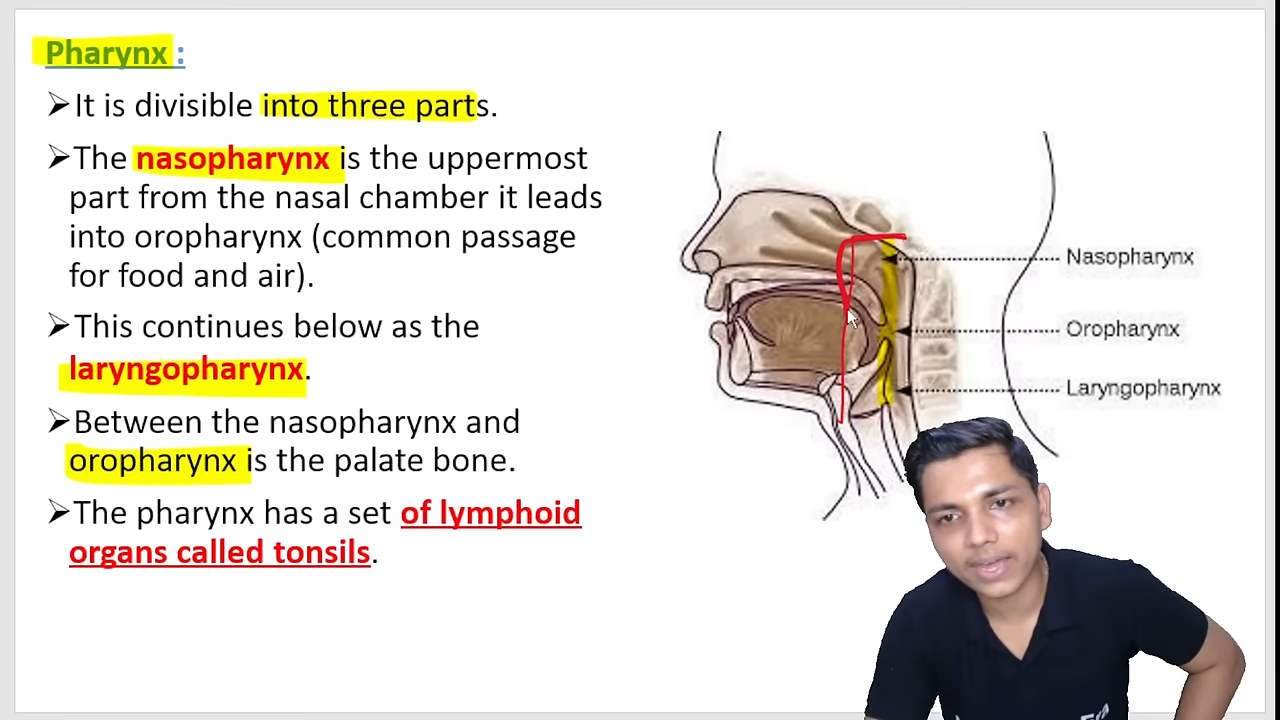 Pharynx :
➢It is divisible into three parts.
➢The nasopharynx is the uppermost
part from the nasal chamber it leads
into oropharynx (common passage
for food and air).
➢This continues below as the
laryngopharynx.
➢Between the nasopharynx and
oropharynx is the palate bone.
➢The pharynx has a set of lymphoid
organs called tonsils.
Nasopharynx
Oropharynx
Laryngopharynx